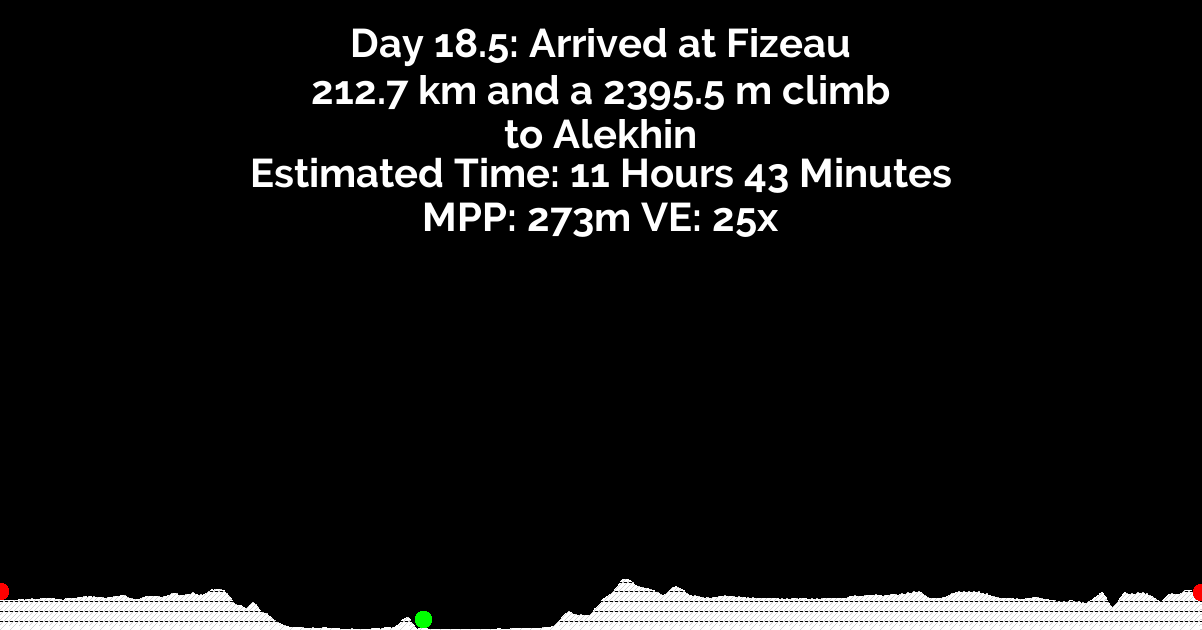 Day 18.5: Arrived at Fizeau
212.7 km and a 2395.5 m climb
to Alekhin
Estimated Time: 11 Hours 43 Minutes
MPP: 273m VE: 25x